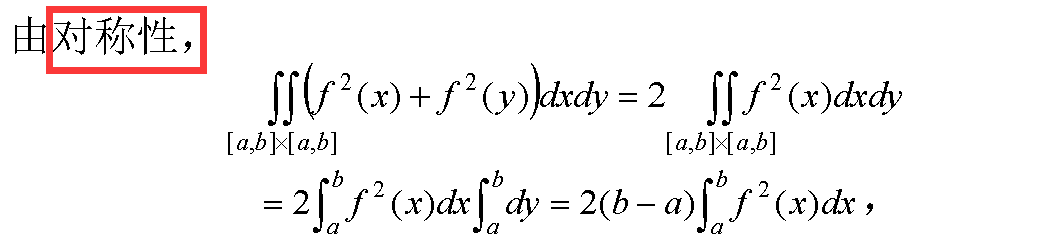 由对称性，
∬_{[a,b]×[a,b]} (f²(x) + f²(y))dxdy = 2 ∬_{[a,b]×[a,b]} f²(x)dxdy
= 2∫_a^b f²(x)dx∫_a^b dy = 2(b − a)∫_a^b f²(x)dx，